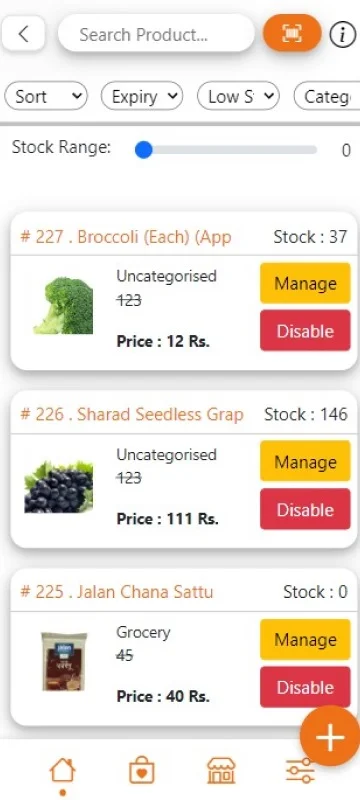 Search Product...
Sort Expiry Low S Categ
Stock Range: 0
# 227 . Broccoli (Each) (App Stock : 37
Uncategorised
123
Price : 12 Rs.
Manage
Disable
# 226 . Sharad Seedless Grap Stock : 146
Uncategorised
123
Price : 111 Rs.
Manage
Disable
# 225 . Jalan Chana Sattu Stock : 0
Grocery
45
Price : 40 Rs.
Manage
Disable